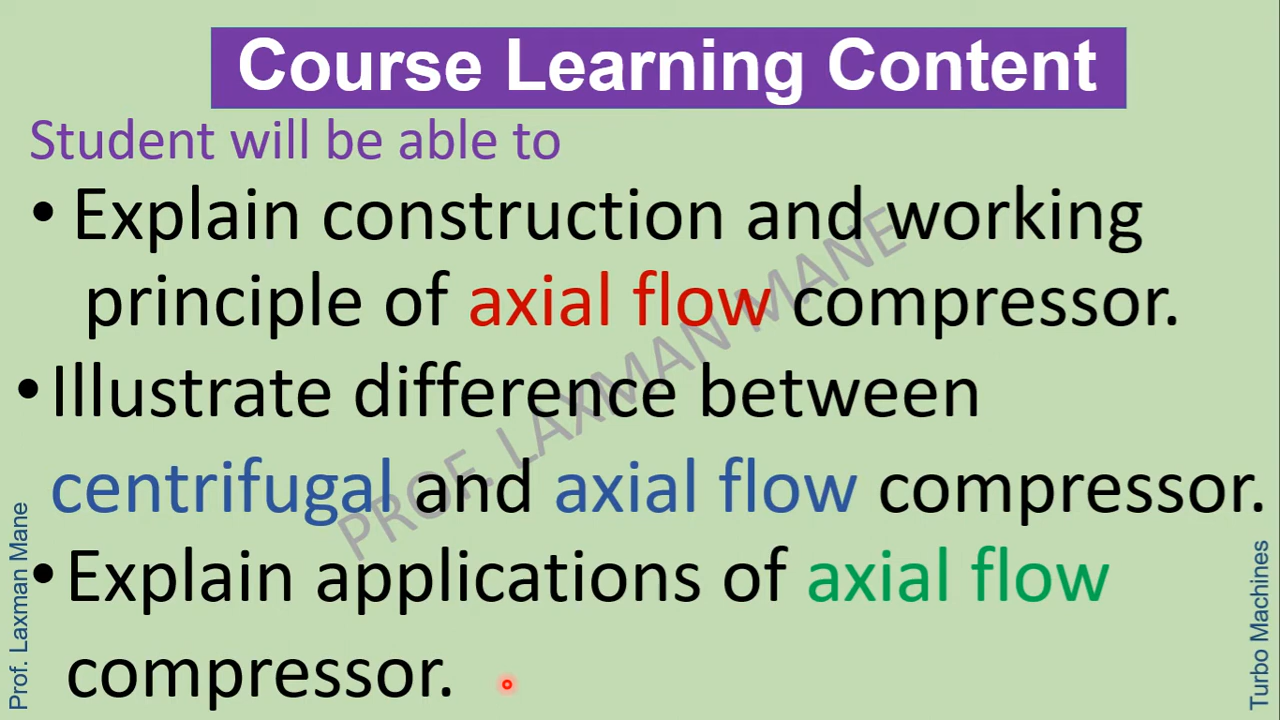 Course Learning Content
Student will be able to
• Explain construction and working
principle of axial flow compressor.
• Illustrate difference between
centrifugal and axial flow compressor.
• Explain applications of axial flow
compressor.
PROF. LAXMAN MANE
Prof. Laxman Mane
Turbo Machines